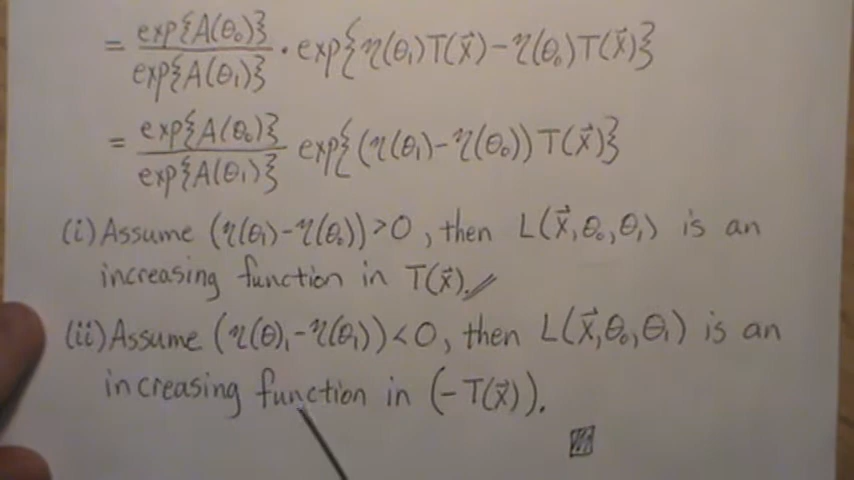 = exp{A(θ₀)} / exp{A(θ₁)} · exp{η(θ₁)T(x⃗) - η(θ₀)T(x⃗)}
= exp{A(θ₀)} / exp{A(θ₁)} exp{(η(θ₁) - η(θ₀)) T(x⃗)}
(i) Assume (η(θ₁) - η(θ₀)) > 0, then L(x⃗, θ₀, θ₁) is an
increasing function in T(x⃗).
(ii) Assume (η(θ)₁ - η(θ₁)) < 0, then L(x⃗, θ₀, θ₁) is an
increasing function in (-T(x⃗)).